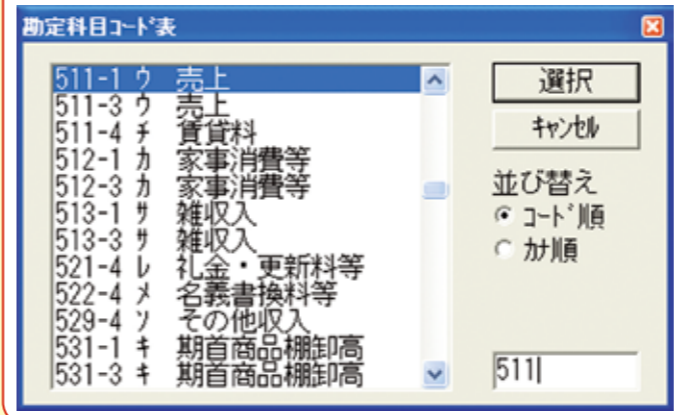 勘定科目ｺｰﾄﾞ表
511-1 ウ 売上
511-3 ウ 売上
511-4 チ 賃貸料
512-1 カ 家事消費等
512-3 カ 家事消費等
513-1 サ 雑収入
513-3 サ 雑収入
521-4 レ 礼金・更新料等
522-4 メ 名義書換料等
529-4 ソ その他収入
531-1 キ 期首商品棚卸高
531-3 キ 期首商品棚卸高
選択
ｷｬﾝｾﾙ
並び替え
ｺｰﾄﾞ順
ｶﾅ順
511